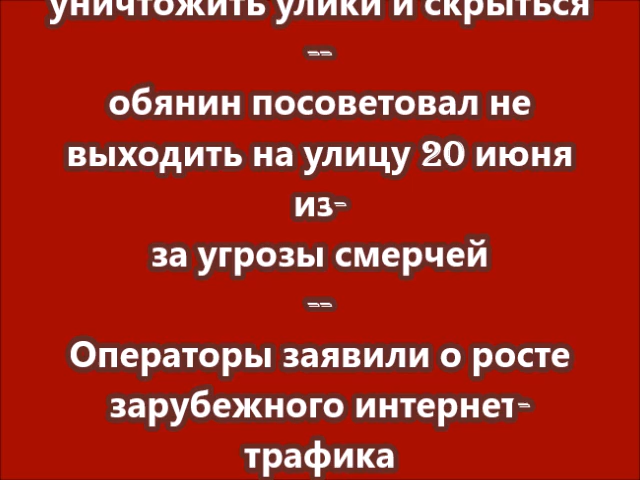 уничтожить улики и скрыться
--
обянин посоветовал не
выходить на улицу 20 июня
из-
за угрозы смерчей
--
Операторы заявили о росте
зарубежного интернет-
трафика